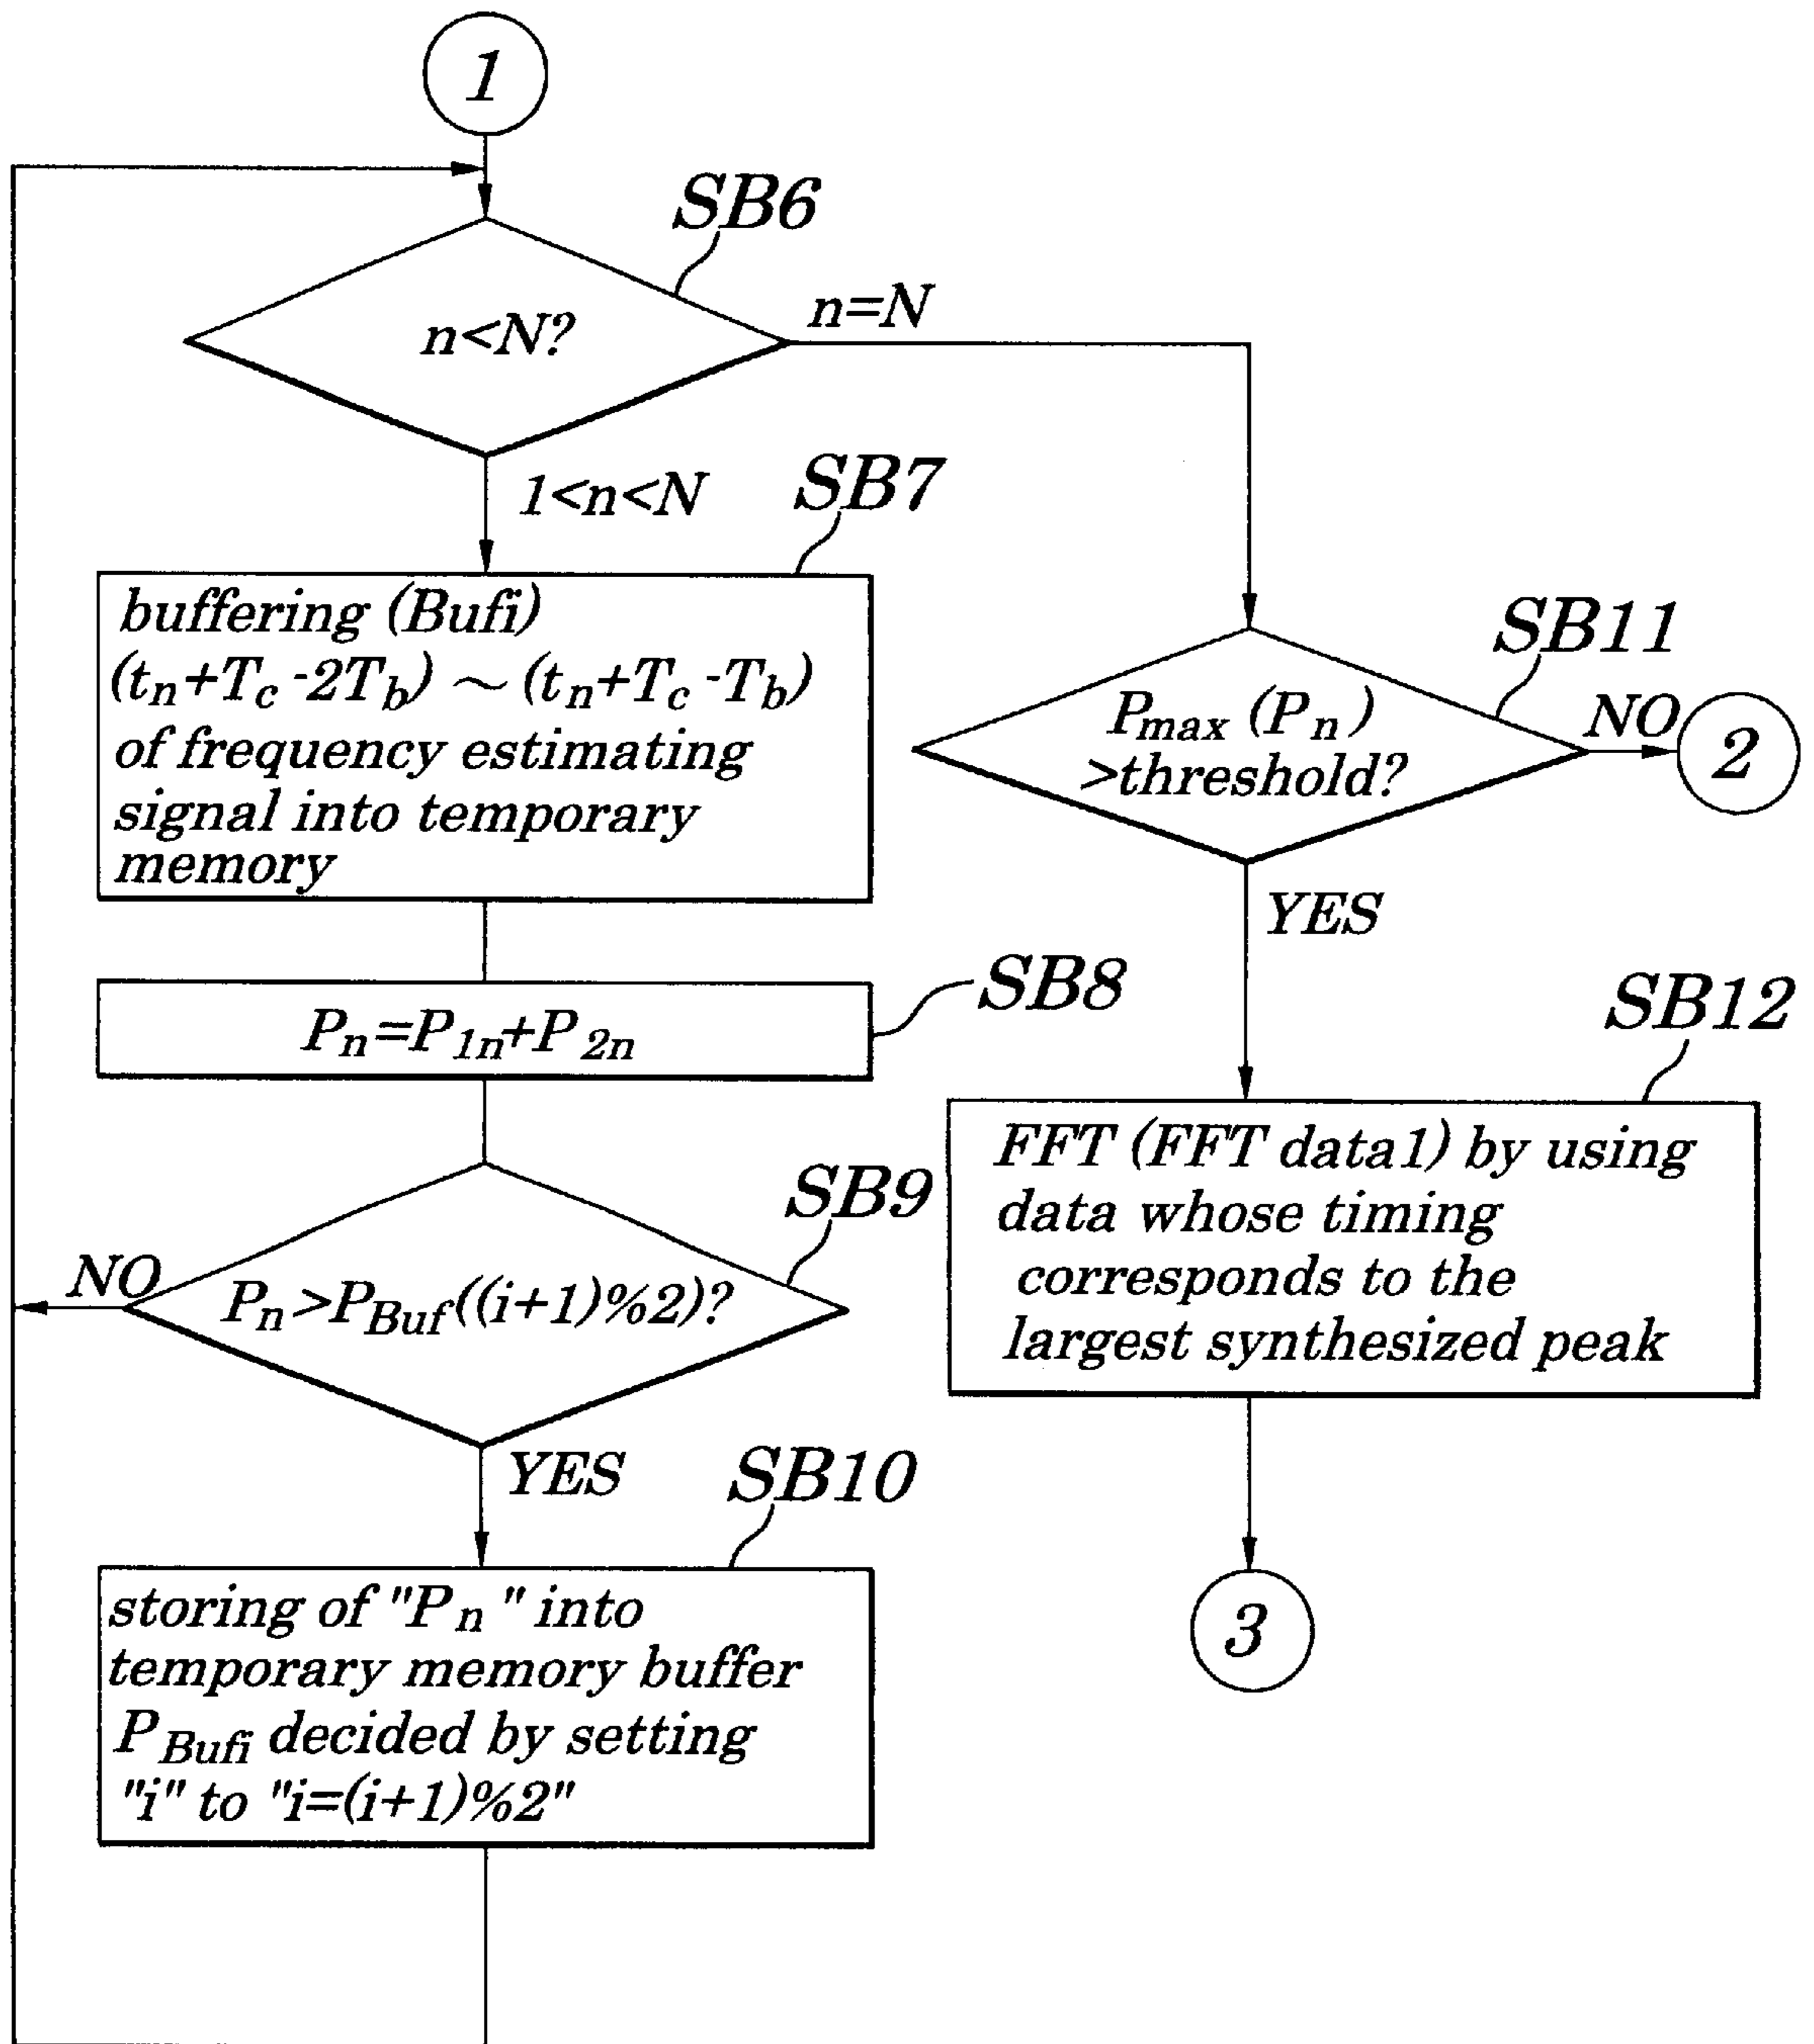 1
SB6
n<N?
n=N
1<n<N
SB7
buffering (Bufi)
(tn+Tc-2Tb) ~ (tn+Tc-Tb)
of frequency estimating
signal into temporary
memory
SB8
Pn=P1n+P2n
SB9
Pn>PBuf((i+1)%2)?
NO
YES
SB10
storing of "Pn" into
temporary memory buffer
PBufi decided by setting
"i" to "i=(i+1)%2"
SB11
Pmax (Pn)
>threshold?
NO
2
YES
SB12
FFT (FFT data1) by using
data whose timing
corresponds to the
largest synthesized peak
3